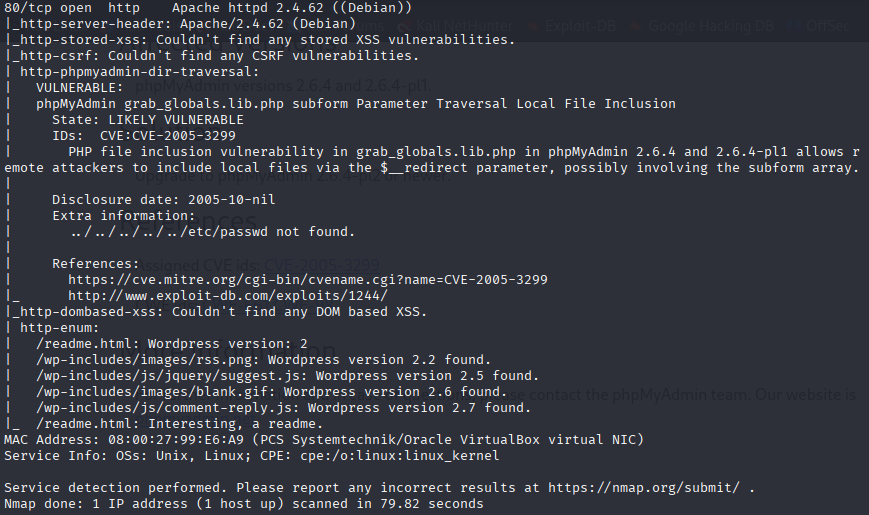 80/tcp open  http    Apache httpd 2.4.62 ((Debian))
|_http-server-header: Apache/2.4.62 (Debian)
Kali NetHunter Exploit-DB Google Hacking DB OffSec
|_http-stored-xss: Couldn't find any stored XSS vulnerabilities.
|_http-csrf: Couldn't find any CSRF vulnerabilities.
| http-phpmyadmin-dir-traversal:
|   VULNERABLE:
phpMyAdmin versions 2.6.4 and 2.6.4-pl1.
|   phpMyAdmin grab_globals.lib.php subform Parameter Traversal Local File Inclusion
|     State: LIKELY VULNERABLE
|     IDs:  CVE:CVE-2005-3299
|       PHP file inclusion vulnerability in grab_globals.lib.php in phpMyAdmin 2.6.4 and 2.6.4-pl1 allows r
emote attackers to include local files via the $__redirect parameter, possibly involving the subform array.
|
|     Disclosure date: 2005-10-nil
|     Extra information:
|       ../../../../../etc/passwd not found.
|
|     References:
Assigned CVE ids: CVE-2005-3299
|       https://cve.mitre.org/cgi-bin/cvename.cgi?name=CVE-2005-3299
|_      http://www.exploit-db.com/exploits/1244/
|_http-dombased-xss: Couldn't find any DOM based XSS.
| http-enum:
|   /readme.html: Wordpress version: 2
|   /wp-includes/images/rss.png: Wordpress version 2.2 found.
|   /wp-includes/js/jquery/suggest.js: Wordpress version 2.5 found.
|   /wp-includes/images/blank.gif: Wordpress version 2.6 found.
contact the phpMyAdmin team. Our website is
|   /wp-includes/js/comment-reply.js: Wordpress version 2.7 found.
|_  /readme.html: Interesting, a readme.
MAC Address: 08:00:27:99:E6:A9 (PCS Systemtechnik/Oracle VirtualBox virtual NIC)
Service Info: OSs: Unix, Linux; CPE: cpe:/o:linux:linux_kernel

Service detection performed. Please report any incorrect results at https://nmap.org/submit/ .
Nmap done: 1 IP address (1 host up) scanned in 79.82 seconds